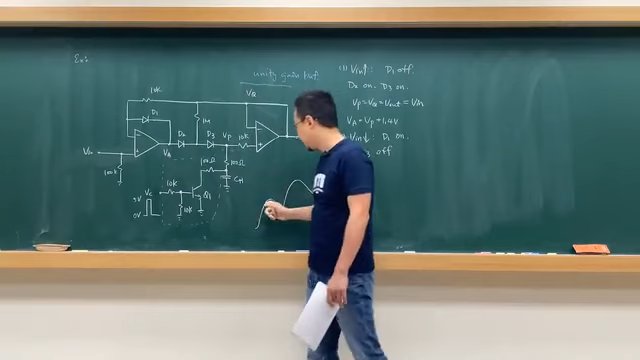 Ex:
unity gain buf.
10K
D1
1M
VQ
Vin
VA
D2
D3
VP
10K
100K
100Ω
100Ω
CH
10K
Q1
VC
5V
0V
10K
(1) Vin↑: D1 off.
D2 on. D3 on.
VP=VQ=Vout=Vin
VA=VP+1.4V
Vin↓: D1 on.
off